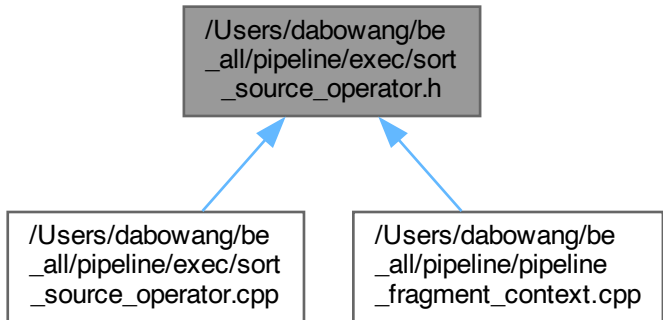 /Users/dabowang/be
_all/pipeline/exec/sort
_source_operator.h
/Users/dabowang/be
_all/pipeline/exec/sort
_source_operator.cpp
/Users/dabowang/be
_all/pipeline/pipeline
_fragment_context.cpp